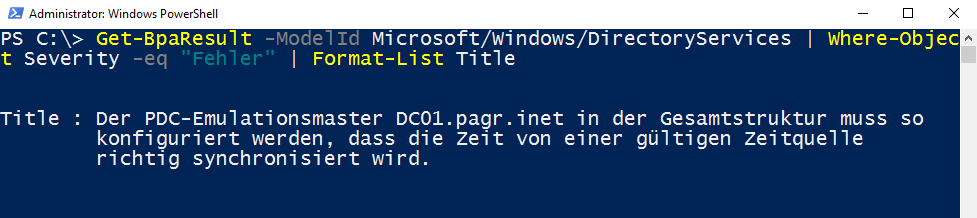 Administrator: Windows PowerShell
PS C:\> Get-BpaResult -ModelId Microsoft/Windows/DirectoryServices | Where-Objec
t Severity -eq "Fehler" | Format-List Title
Title : Der PDC-Emulationsmaster DC01.pagr.inet in der Gesamtstruktur muss so
konfiguriert werden, dass die Zeit von einer gültigen Zeitquelle
richtig synchronisiert wird.